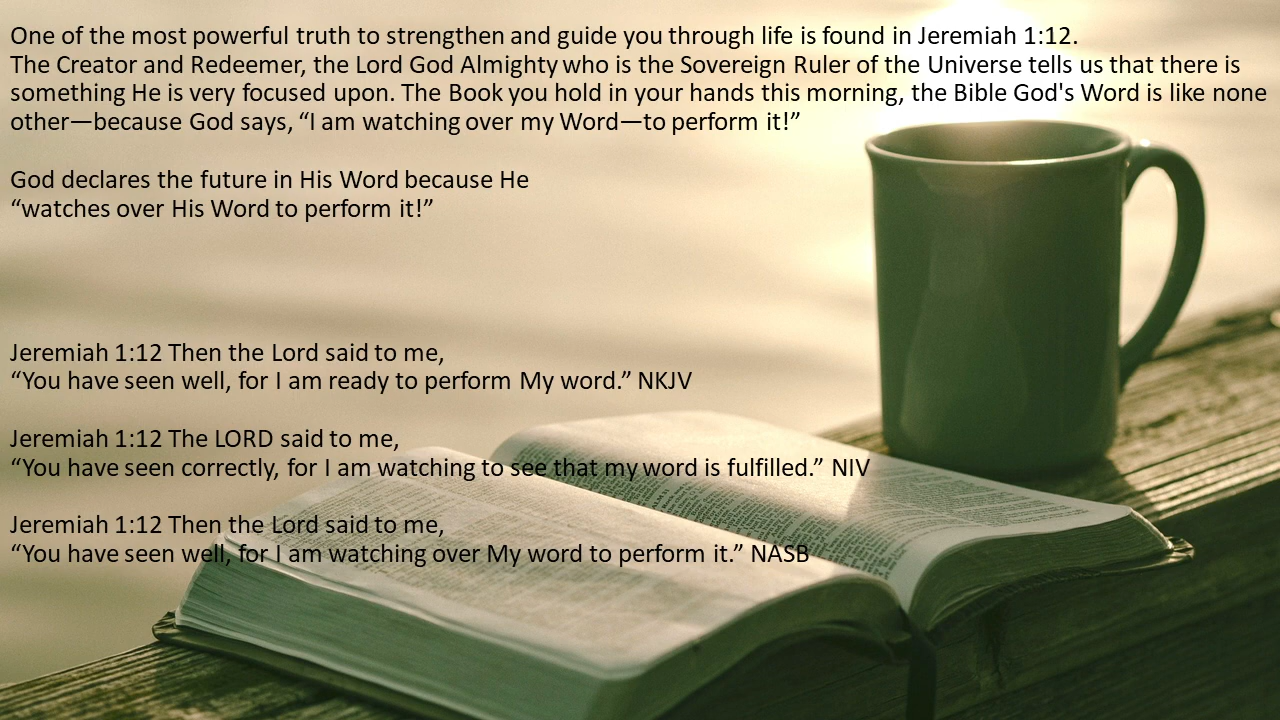 One of the most powerful truth to strengthen and guide you through life is found in Jeremiah 1:12.
The Creator and Redeemer, the Lord God Almighty who is the Sovereign Ruler of the Universe tells us that there is
something He is very focused upon. The Book you hold in your hands this morning, the Bible God's Word is like none
other—because God says, “I am watching over my Word—to perform it!”
God declares the future in His Word because He
“watches over His Word to perform it!”
Jeremiah 1:12 Then the Lord said to me,
“You have seen well, for I am ready to perform My word.” NKJV
Jeremiah 1:12 The LORD said to me,
“You have seen correctly, for I am watching to see that my word is fulfilled.” NIV
Jeremiah 1:12 Then the Lord said to me,
“You have seen well, for I am watching over My word to perform it.” NASB